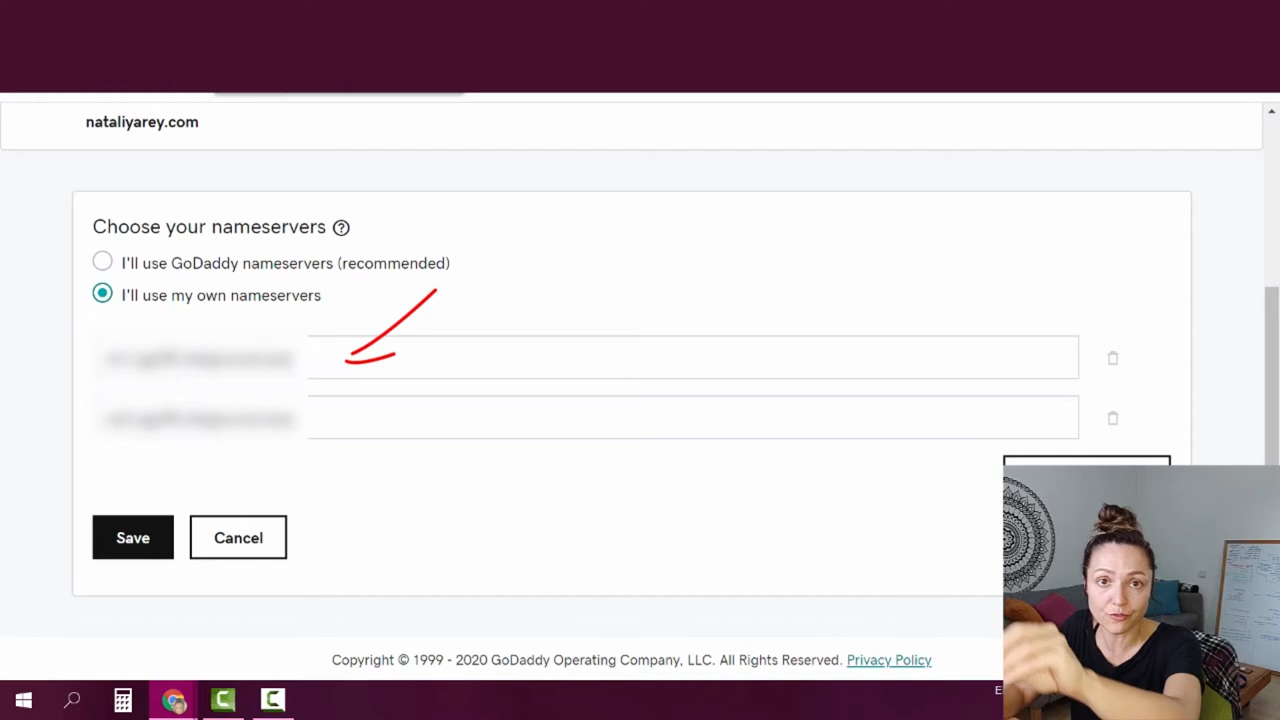 nataliyarey.com
Choose your nameservers ?
I'll use GoDaddy nameservers (recommended)
I'll use my own nameservers
Save
Cancel
Copyright © 1999 - 2020 GoDaddy Operating Company, LLC. All Rights Reserved. Privacy Policy